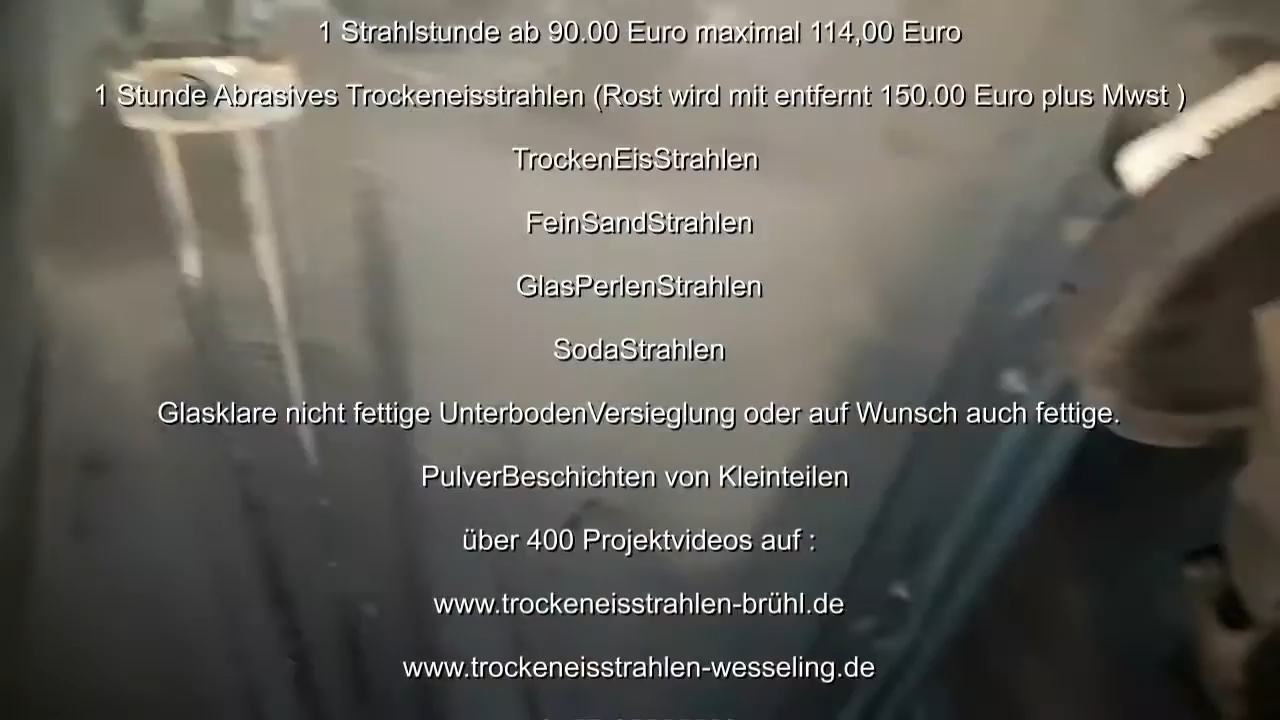 1 Strahlstunde ab 90.00 Euro maximal 114,00 Euro
1 Stunde Abrasives Trockeneisstrahlen (Rost wird mit entfernt 150.00 Euro plus Mwst )
TrockenEisStrahlen
FeinSandStrahlen
GlasPerlenStrahlen
SodaStrahlen
Glasklare nicht fettige UnterbodenVersieglung oder auf Wunsch auch fettige.
PulverBeschichten von Kleinteilen
über 400 Projektvideos auf :
www.trockeneisstrahlen-brühl.de
www.trockeneisstrahlen-wesseling.de